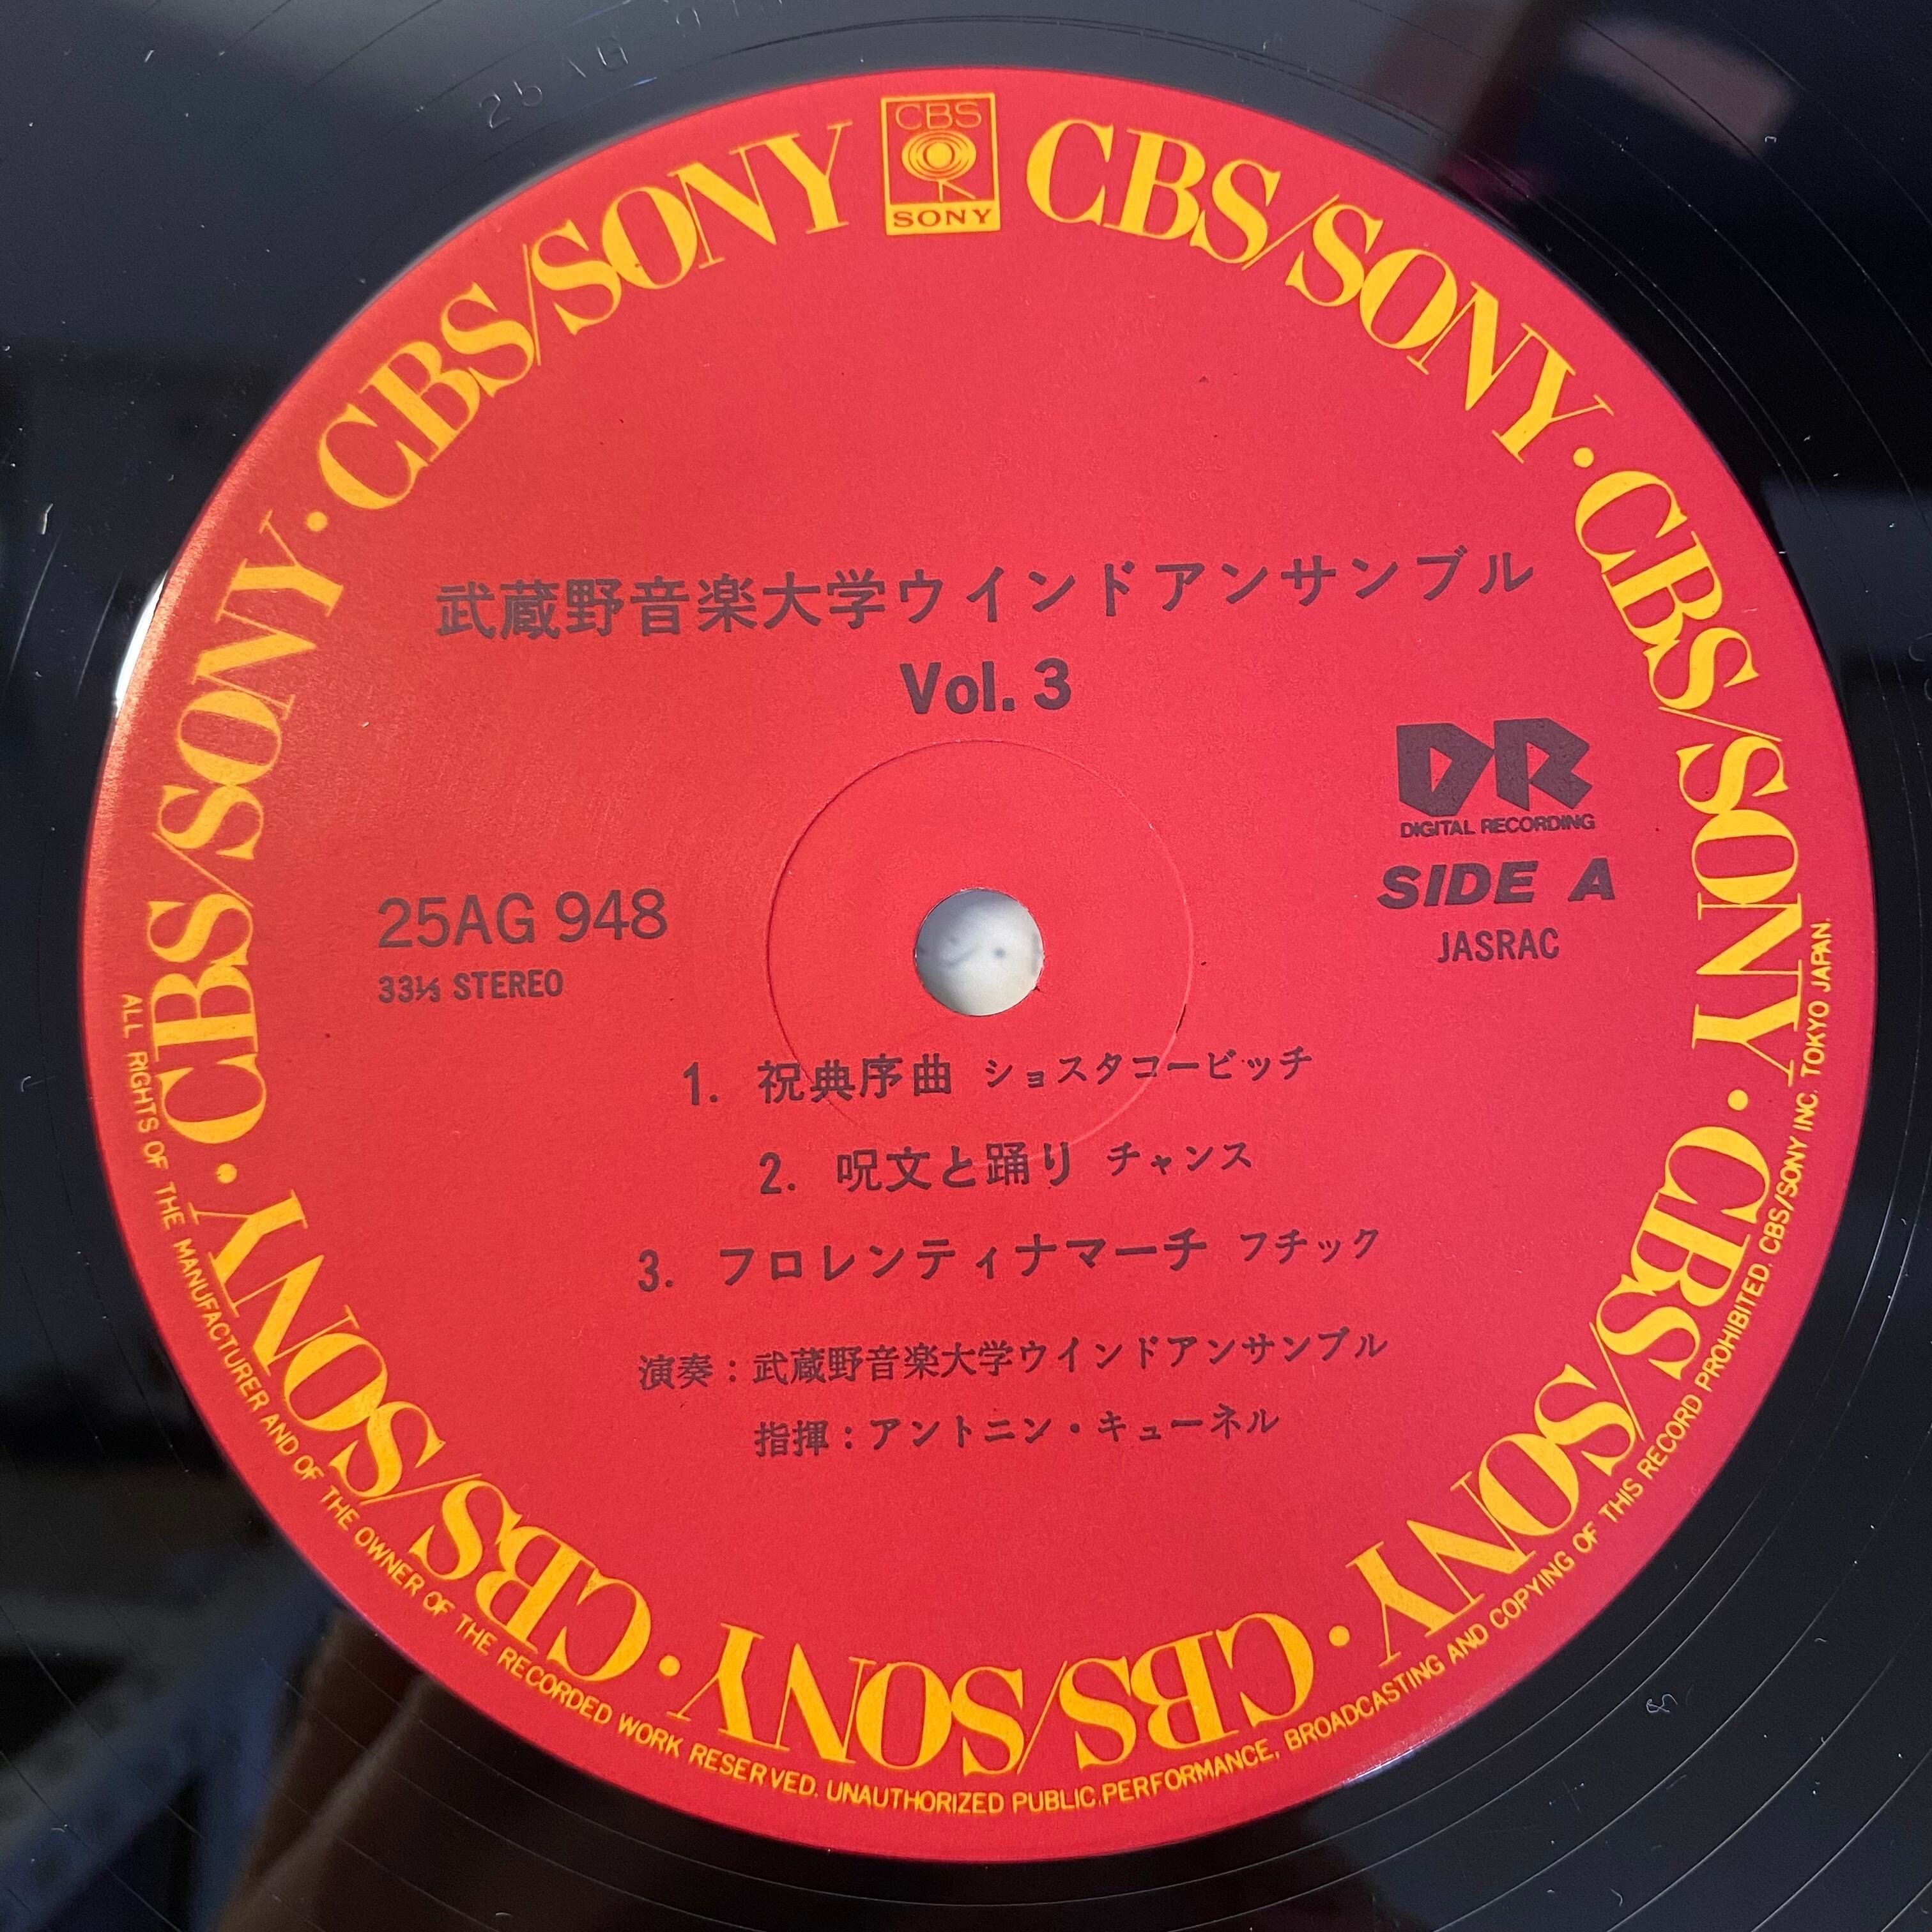 25AG 9
CBS
SONY
CBS/SONY · CBS/SONY · CBS/SONY · CBS/SONY · CBS/SONY · CBS/SONY · CBS/SONY
武蔵野音楽大学ウインドアンサンブル
Vol. 3
DR
DIGITAL RECORDING
25AG 948
SIDE A
33⅓ STEREO
JASRAC
1. 祝典序曲 ショスタコービッチ
2. 呪文と踊り チャンス
3. フロレンティナマーチ フチック
演奏：武蔵野音楽大学ウインドアンサンブル
指揮：アントニン・キューネル
ALL RIGHTS OF THE MANUFACTURER AND OF THE OWNER OF THE RECORDED WORK RESERVED. UNAUTHORIZED PUBLIC.PERFORMANCE, BROADCASTING AND COPYING OF THIS RECORD PROHIBITED. CBS/SONY INC. TOKYO JAPAN.